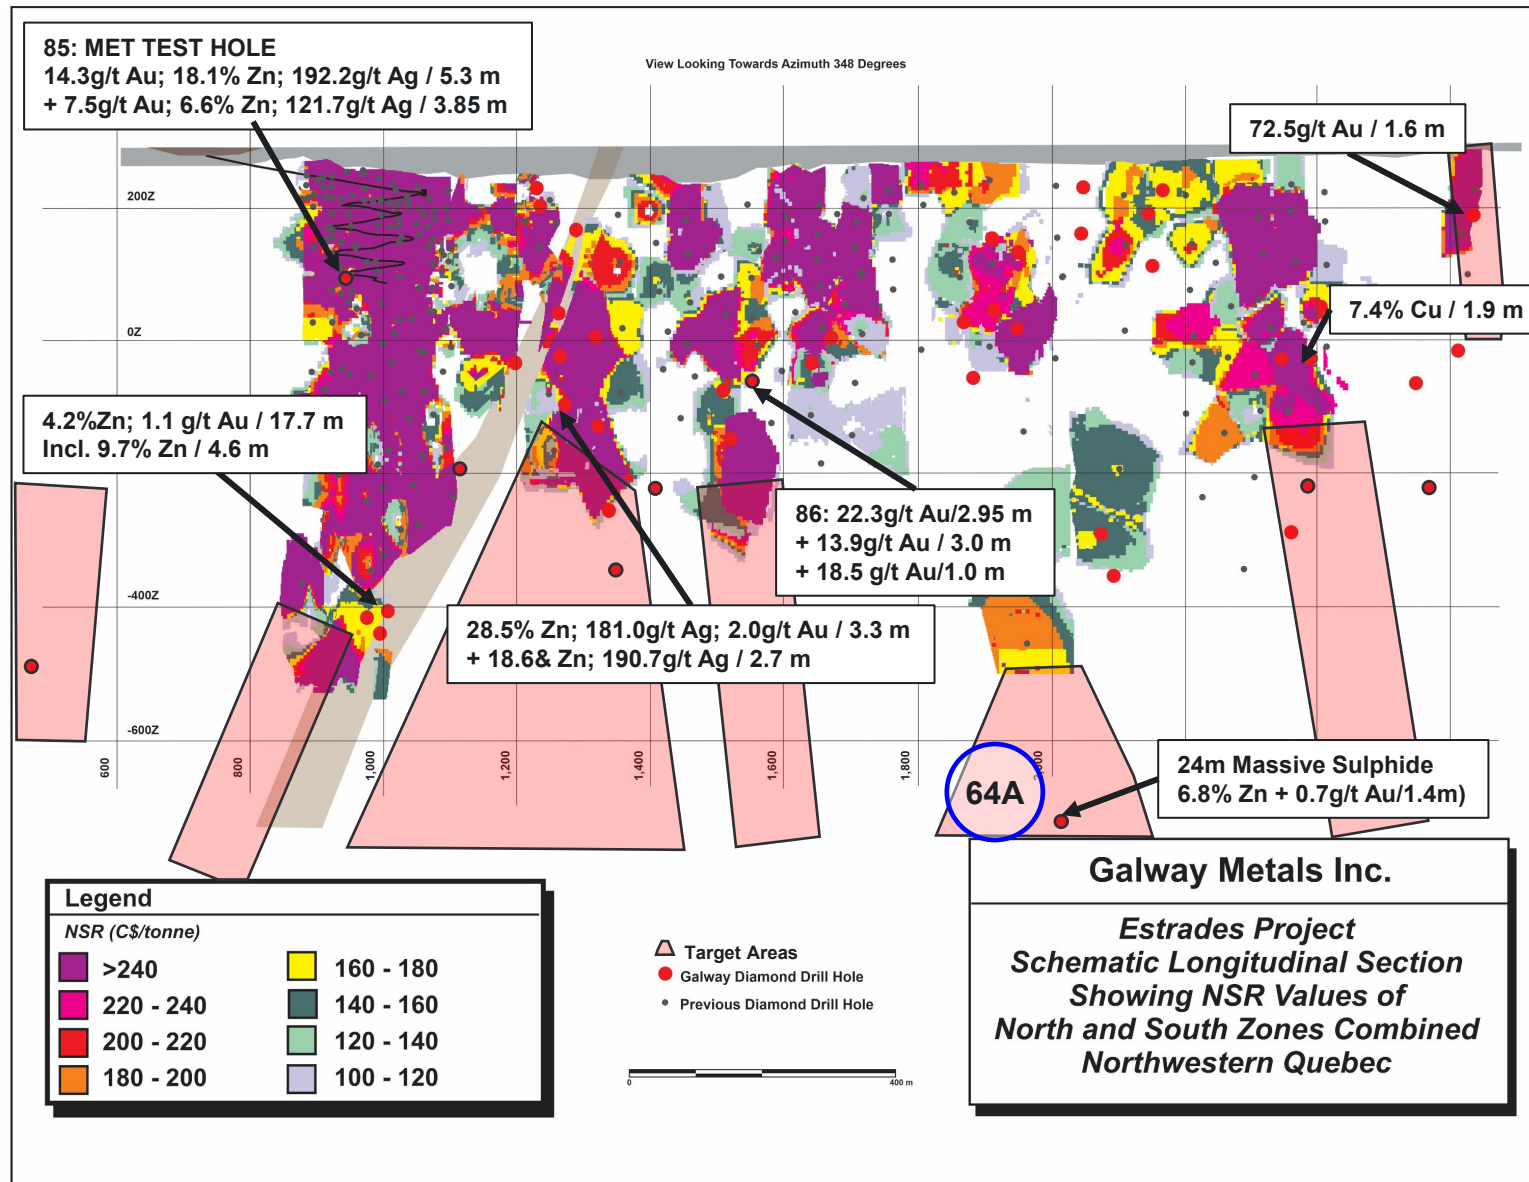 View Looking Towards Azimuth 348 Degrees
85: MET TEST HOLE
14.3g/t Au; 18.1% Zn; 192.2g/t Ag / 5.3 m
+ 7.5g/t Au; 6.6% Zn; 121.7g/t Ag / 3.85 m
72.5g/t Au / 1.6 m
200Z
0Z
7.4% Cu / 1.9 m
4.2%Zn; 1.1 g/t Au / 17.7 m
Incl. 9.7% Zn / 4.6 m
86: 22.3g/t Au/2.95 m
+ 13.9g/t Au / 3.0 m
+ 18.5 g/t Au/1.0 m
-400Z
28.5% Zn; 181.0g/t Ag; 2.0g/t Au / 3.3 m
+ 18.6& Zn; 190.7g/t Ag / 2.7 m
-600Z
600
800
1,000
1,200
1,400
1,600
1,800
64A
24m Massive Sulphide
6.8% Zn + 0.7g/t Au/1.4m)
Legend
NSR (C$/tonne)
>240
220 - 240
200 - 220
180 - 200
160 - 180
140 - 160
120 - 140
100 - 120
Target Areas
Galway Diamond Drill Hole
Previous Diamond Drill Hole
0
400 m
Galway Metals Inc.
Estrades Project
Schematic Longitudinal Section
Showing NSR Values of
North and South Zones Combined
Northwestern Quebec